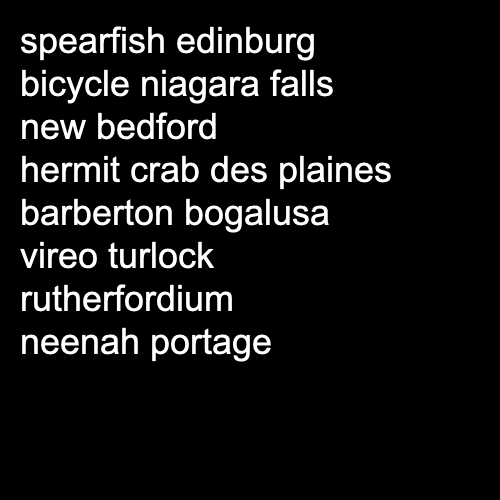 spearfish edinburg
bicycle niagara falls
new bedford
hermit crab des plaines
barberton bogalusa
vireo turlock
rutherfordium
neenah portage